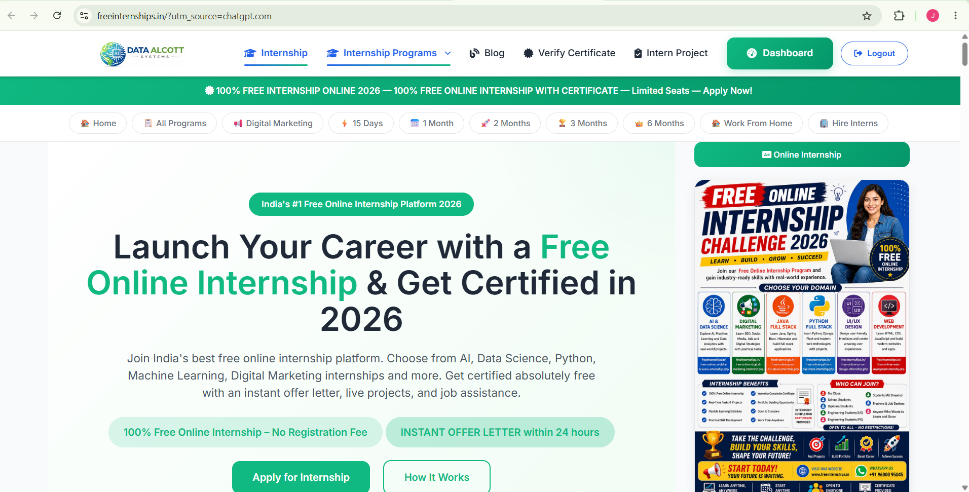 freeinternships.in/?utm_source=chatgpt.com
J
DATA ALCOTT
SYSTEMS
Internship
Internship Programs
Blog
Verify Certificate
Intern Project
Dashboard
Logout
100% FREE INTERNSHIP ONLINE 2026 — 100% FREE ONLINE INTERNSHIP WITH CERTIFICATE — Limited Seats — Apply Now!
Home
All Programs
Digital Marketing
15 Days
1 Month
2 Months
3 Months
6 Months
Work From Home
Hire Interns
India's #1 Free Online Internship Platform 2026
Launch Your Career with a Free
Online Internship & Get Certified in
2026
Join India's best free online internship platform. Choose from AI, Data Science, Python,
Machine Learning, Digital Marketing internships and more. Get certified absolutely free
with an instant offer letter, live projects, and job assistance.
100% Free Online Internship – No Registration Fee
INSTANT OFFER LETTER within 24 hours
Apply for Internship
How It Works
Online Internship
FREE ONLINE
INTERNSHIP
CHALLENGE 2026
LEARN • BUILD • GROW • SUCCEED
100%
FREE
ONLINE
INTERNSHIP
Join our Free Online Internship Program and
gain industry-ready skills with real-world experience.
CHOOSE YOUR DOMAIN
AI &
DATA SCIENCE
DIGITAL
MARKETING
JAVA
FULL STACK
PYTHON
FULL STACK
UI/UX
DESIGN
WEB
DEVELOPMENT
INTERNSHIP BENEFITS
WHO CAN JOIN?
OPEN TO ALL - NO RESTRICTIONS!
TAKE THE CHALLENGE,
BUILD YOUR SKILLS,
SHAPE YOUR FUTURE!
START TODAY!